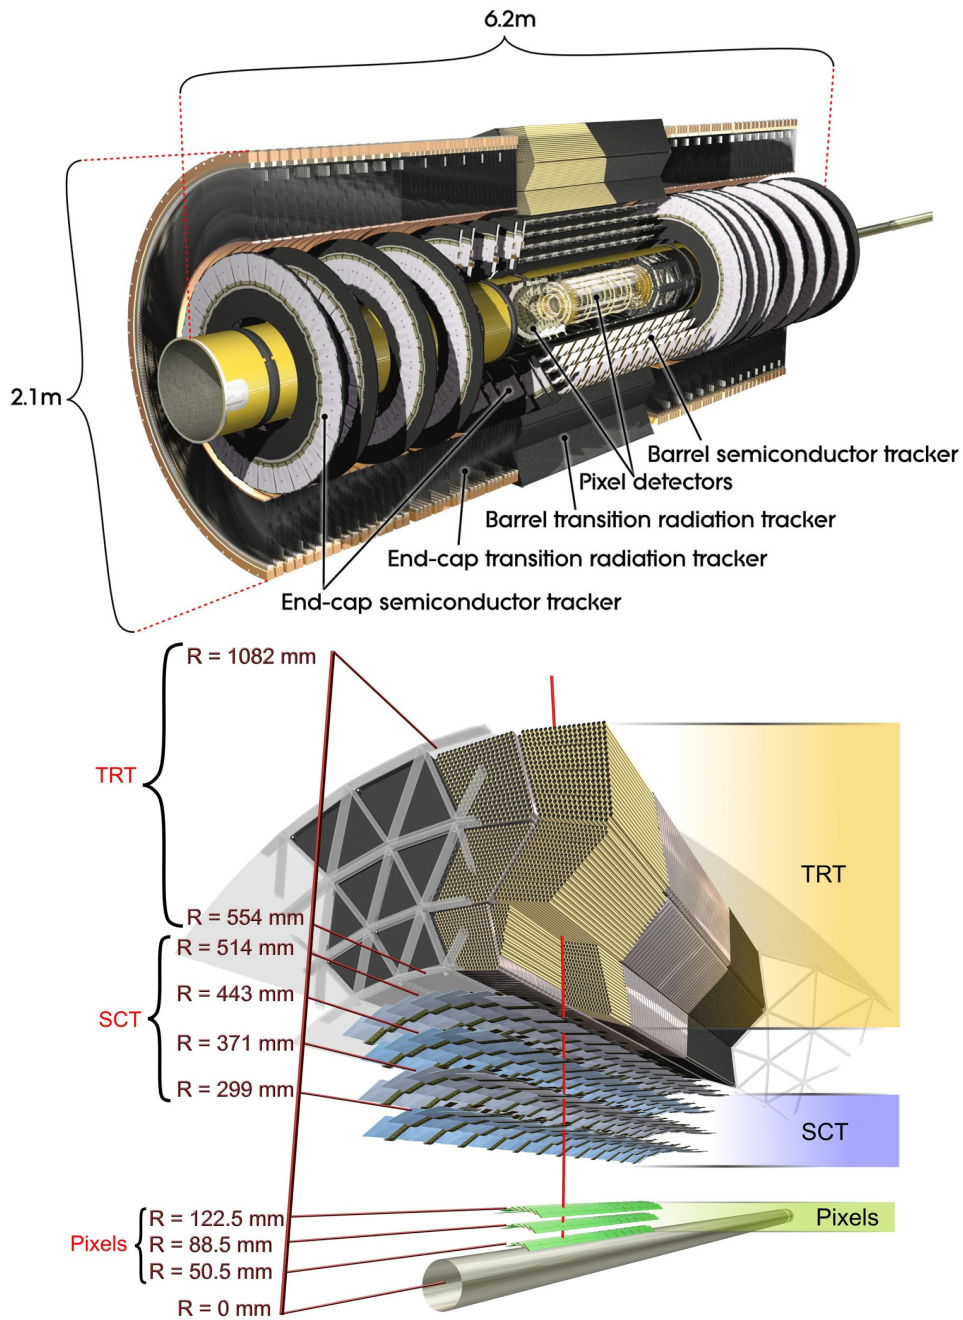 6.2m
2.1m
Barrel semiconductor tracker
Pixel detectors
Barrel transition radiation tracker
End-cap transition radiation tracker
End-cap semiconductor tracker
R = 1082 mm
TRT
TRT
R = 554 mm
R = 514 mm
R = 443 mm
SCT
R = 371 mm
R = 299 mm
SCT
R = 122.5 mm
Pixels
Pixels
R = 88.5 mm
R = 50.5 mm
R = 0 mm